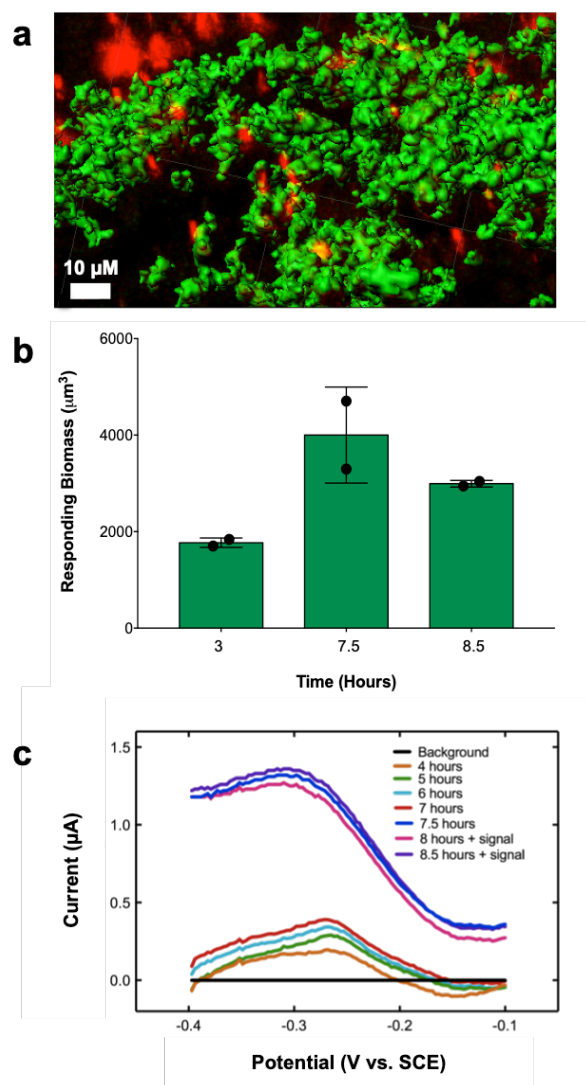 a
10 µM
b
6000
4000
2000
0
Responding Biomass (µm³)
3
7.5
8.5
Time (Hours)
c
1.5
1.0
0.5
0.0
Current (µA)
Background
4 hours
5 hours
6 hours
7 hours
7.5 hours
8 hours + signal
8.5 hours + signal
-0.4
-0.3
-0.2
-0.1
Potential (V vs. SCE)